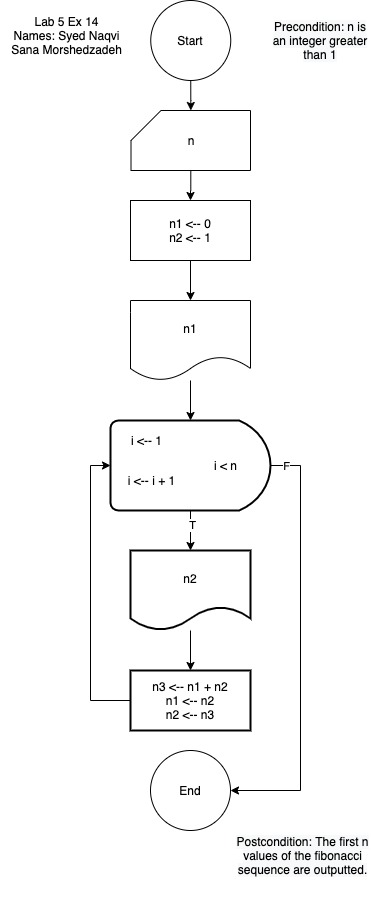 Lab 5 Ex 14
Names: Syed Naqvi
Sana Morshedzadeh
Start
Precondition: n is
an integer greater
than 1
n
n1 <-- 0
n2 <-- 1
n1
i <-- 1
i < n
i <-- i + 1
F
T
n2
n3 <-- n1 + n2
n1 <-- n2
n2 <-- n3
End
Postcondition: The first n
values of the fibonacci
sequence are outputted.